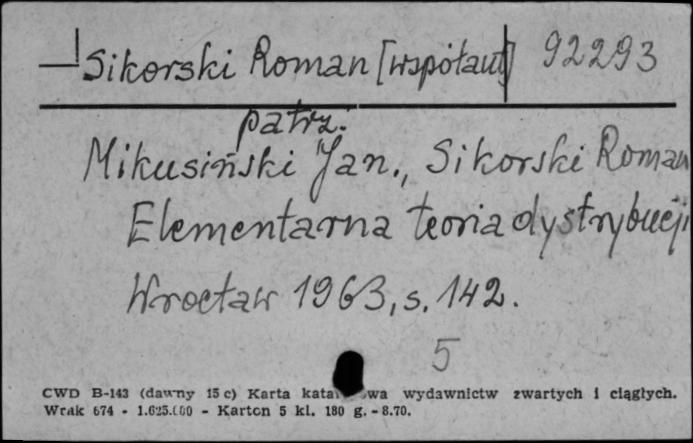 Sikorski Roman [współaut] 92293
patrz:
Mikusiński Jan., Sikorski Roman
Elementarna teoria dystrybucji
Wrocław 1963, s. 142.
5
CWD B-143 (dawny 15 c) Karta wydawnictw zwartych i ciągłych.
Wrak 674 - 1.625.000 - Karton 5 kl. 180 g. - 8.70.